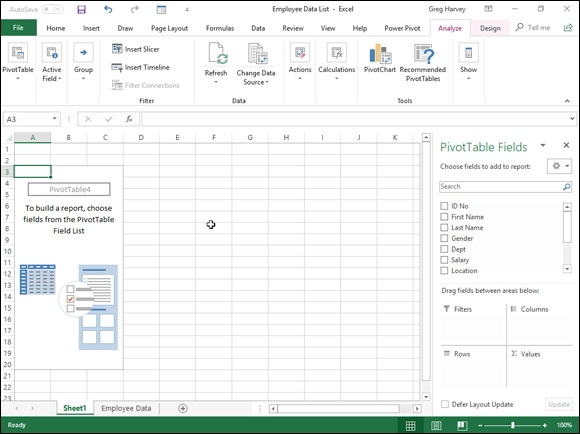 AutoSave Off
Employee Data List - Excel
Greg Harvey
File Home Insert Draw Page Layout Formulas Data Review View Help Power Pivot Analyze Design Tell me
PivotTable
Active Field
Group
Insert Slicer
Insert Timeline
Filter Connections
Filter
Refresh
Change Data Source
Data
Actions
Calculations
PivotChart
Recommended PivotTables
Tools
Show
A3
fx
A B C D E F G H I J K
1
2
3
4
5
6
7
8
9
10
11
12
13
14
15
16
17
18
19
20
21
22
23
PivotTable4
To build a report, choose
fields from the PivotTable
Field List
PivotTable Fields
Choose fields to add to report:
Search
ID No
First Name
Last Name
Gender
Dept
Salary
Location
Drag fields between areas below:
Filters
Columns
Rows
Σ Values
Defer Layout Update
Update
Sheet1 Employee Data
Ready
100%